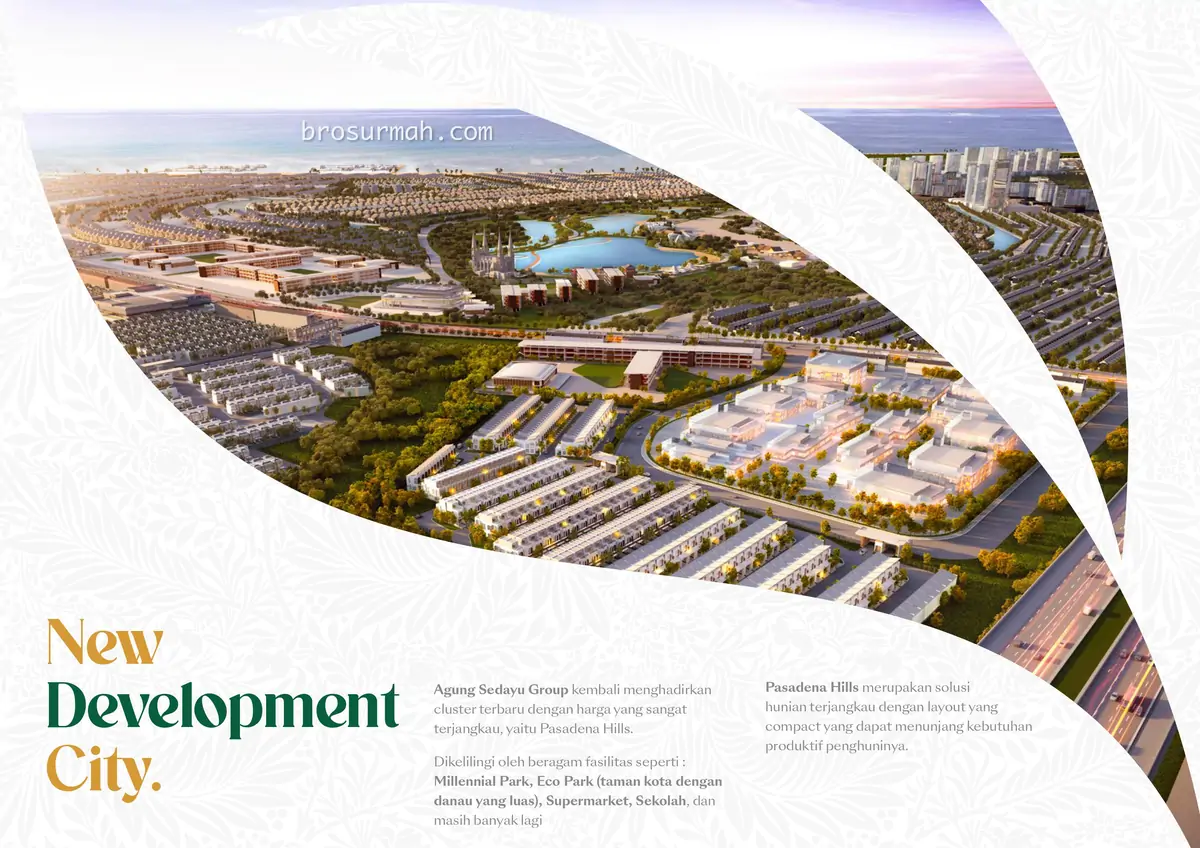 brosurmah.com
New
Development
City.
Agung Sedayu Group kembali menghadirkan
cluster terbaru dengan harga yang sangat
terjangkau, yaitu Pasadena Hills.
Dikelilingi oleh beragam fasilitas seperti :
Millennial Park, Eco Park (taman kota dengan
danau yang luas), Supermarket, Sekolah, dan
masih banyak lagi
Pasadena Hills merupakan solusi
hunian terjangkau dengan layout yang
compact yang dapat menunjang kebutuhan
produktif penghuninya.